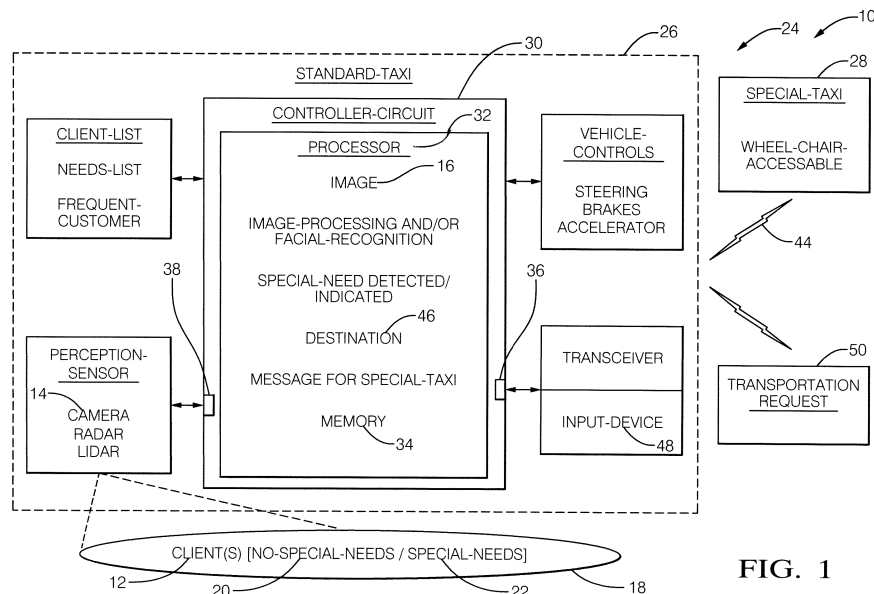 10
24
26
30
STANDARD-TAXI
28
SPECIAL-TAXI
WHEEL-CHAIR-
ACCESSABLE
CONTROLLER-CIRCUIT
32
PROCESSOR
CLIENT-LIST
NEEDS-LIST
FREQUENT-
CUSTOMER
VEHICLE-
CONTROLS
STEERING
BRAKES
ACCELERATOR
IMAGE
16
IMAGE-PROCESSING AND/OR
FACIAL-RECOGNITION
44
SPECIAL-NEED DETECTED/
INDICATED
38
36
46
DESTINATION
PERCEPTION-
SENSOR
14
CAMERA
RADAR
LIDAR
MESSAGE FOR SPECIAL-TAXI
MEMORY
34
TRANSCEIVER
INPUT-DEVICE
48
50
TRANSPORTATION
REQUEST
CLIENT(S) [NO-SPECIAL-NEEDS / SPECIAL-NEEDS]
12
20
22
18
FIG. 1